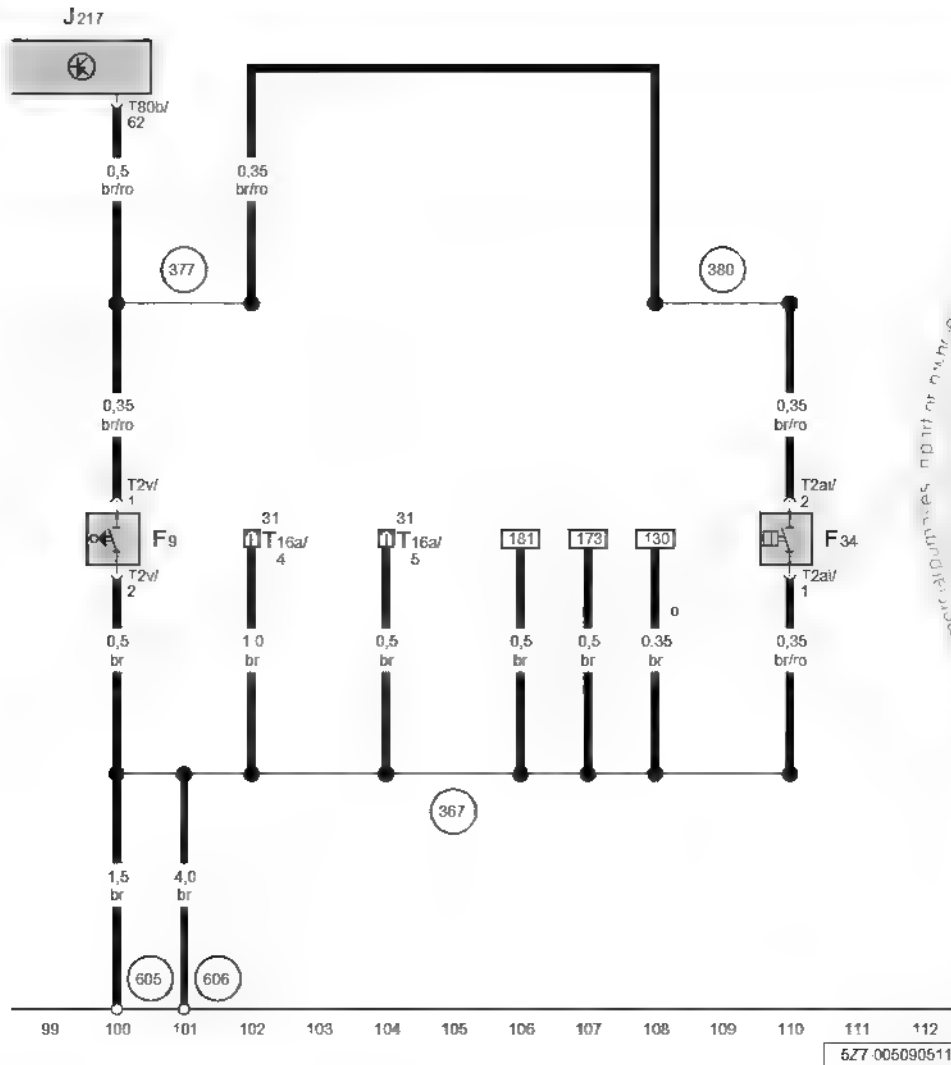 J217
T80b/
62
0,5
br/ro
0,35
br/ro
377
380
0,35
br/ro
0,35
br/ro
T2v/
1
T2ai/
2
F9
31
T16a/
4
31
T16a/
5
181
173
130
F34
T2v/
2
T2ai/
1
0,5
br
1 0
br
0,5
br
0,5
br
0,5
br
0.35
br
0,35
br/ro
367
1,5
br
4,0
br
605
606
99 100 101 102 103 104 105 106 107 108 109 110 111 112
5Z7-005090511